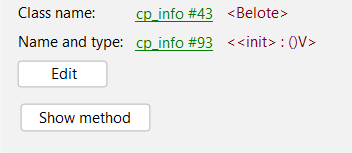 Class name: cp_info #43 <Belote>
Name and type: cp_info #93 <<init> : ()V>
Edit
Show method